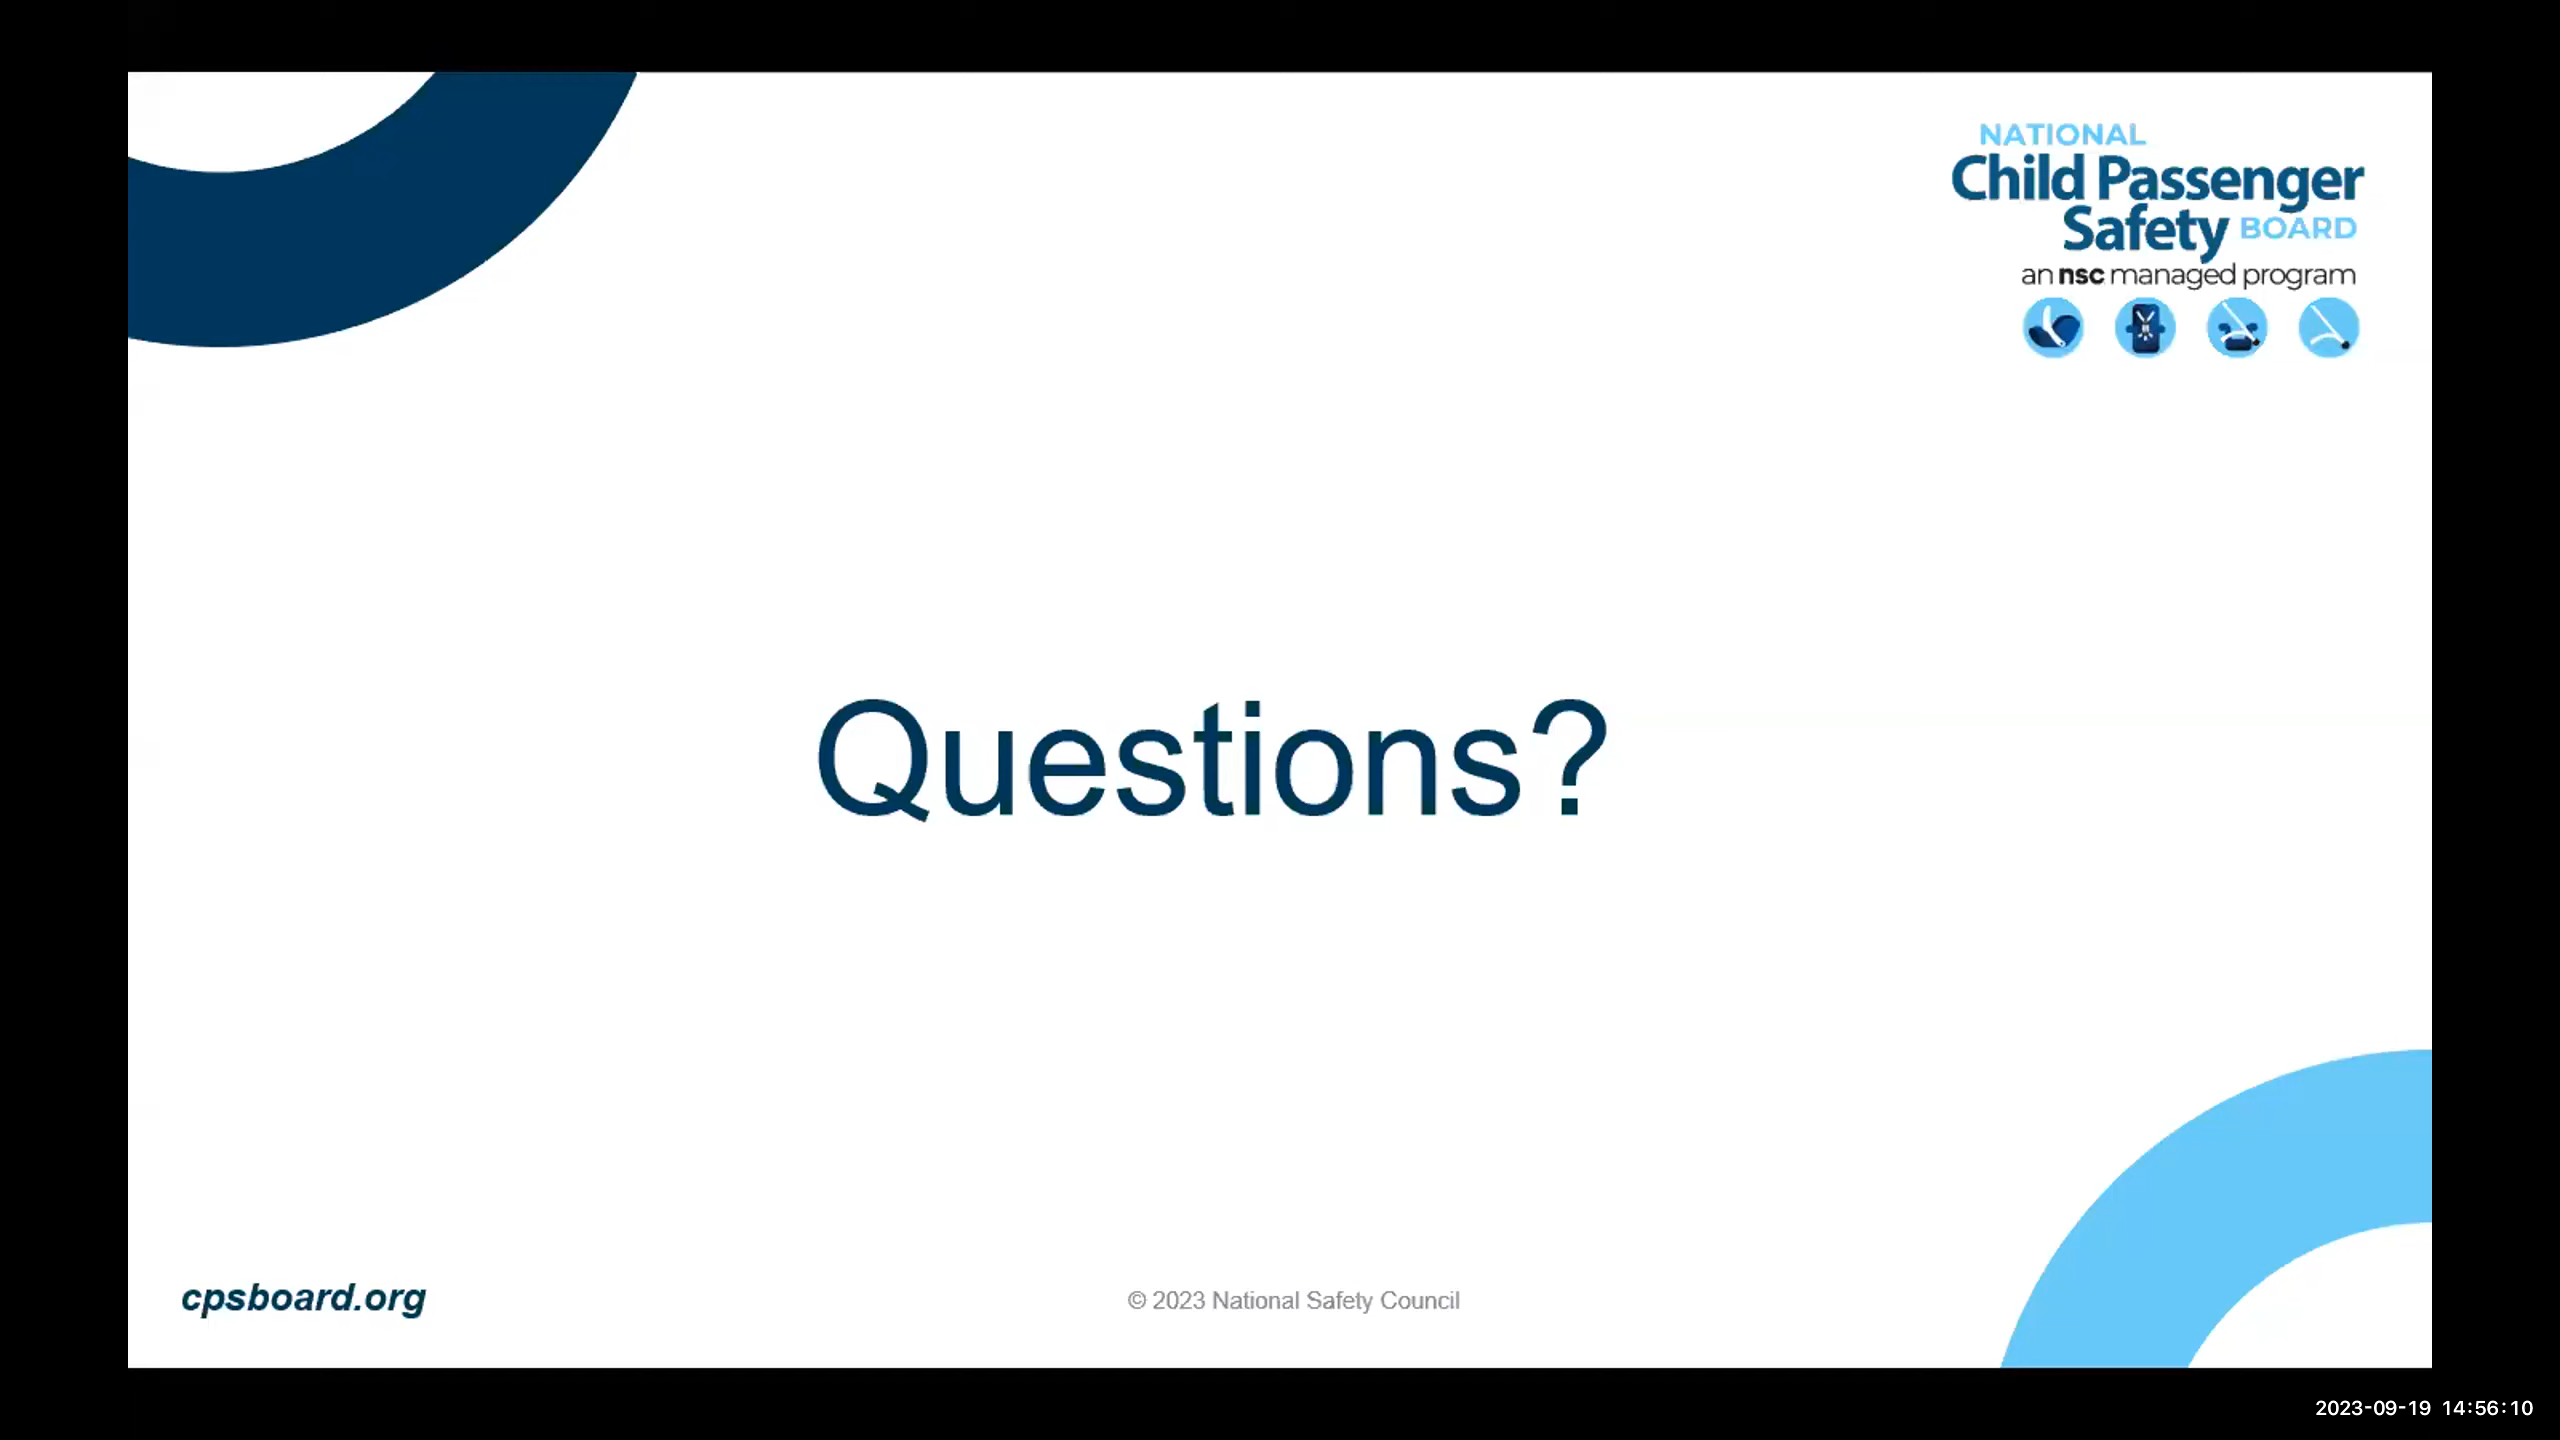 NATIONAL
Child Passenger
Safety BOARD
an nsc managed program
Questions?
cpsboard.org
© 2023 National Safety Council
2023-09-19 14:56:10